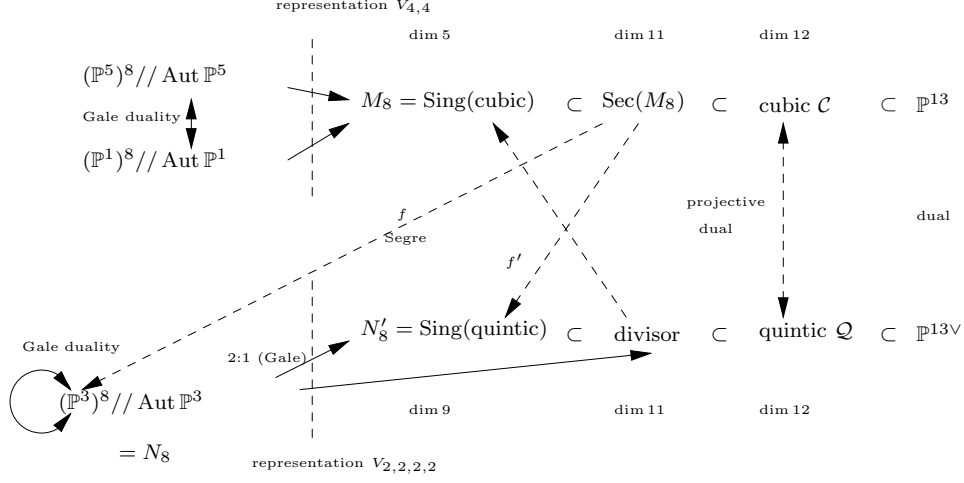 representation V_{4,4}
dim 5 dim 11 dim 12
(ℙ^5)^8// Aut ℙ^5
M_8 = Sing(cubic) ⊂ Sec(M_8) ⊂ cubic 𝒞 ⊂ ℙ^{13}
Gale duality
(ℙ^1)^8// Aut ℙ^1
projective
dual
dual
f
Segre
f′
N′_8 = Sing(quintic) ⊂ divisor ⊂ quintic 𝒬 ⊂ ℙ^{13∨}
Gale duality
2:1 (Gale)
(ℙ^3)^8// Aut ℙ^3
dim 9 dim 11 dim 12
= N_8
representation V_{2,2,2,2}